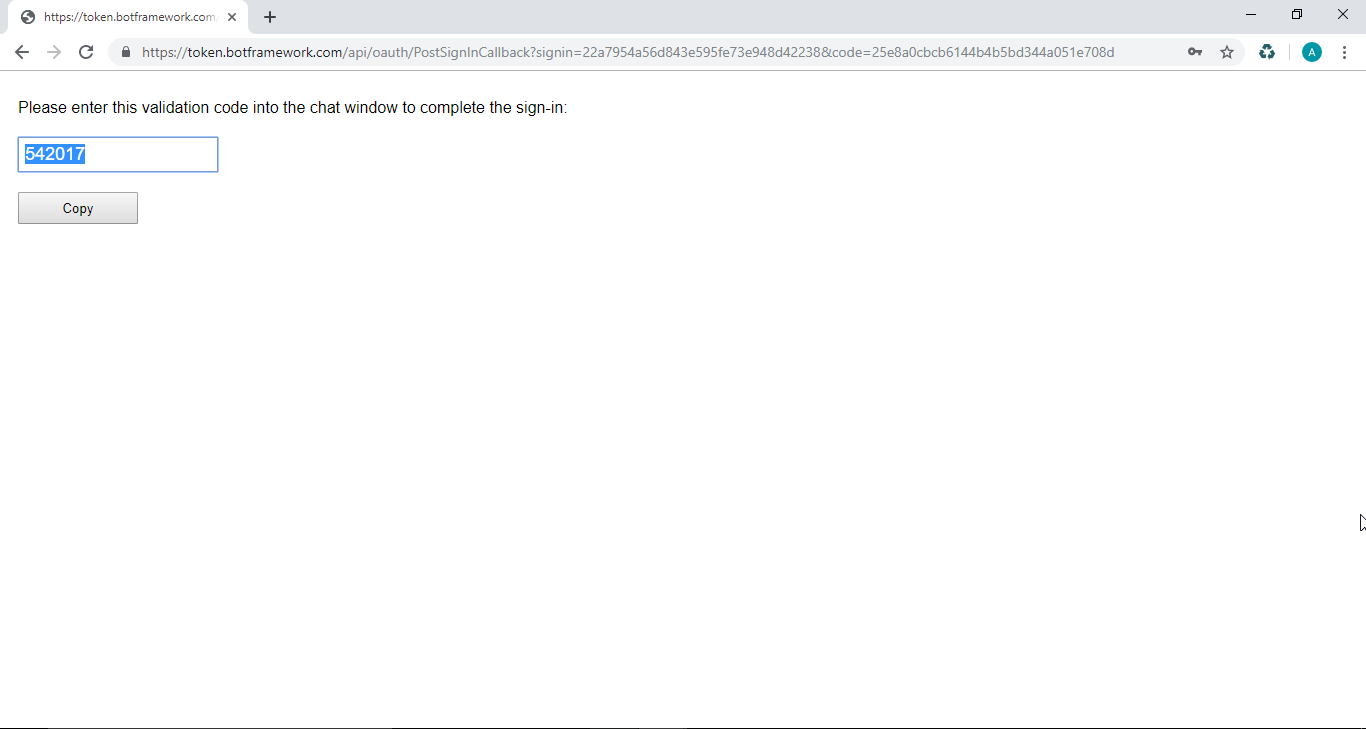 https://token.botframework.com
https://token.botframework.com/api/oauth/PostSignInCallback?signin=22a7954a56d843e595fe73e948d42238&code=25e8a0cbcb6144b4b5bd344a051e708d
A
Please enter this validation code into the chat window to complete the sign-in:
542017
Copy